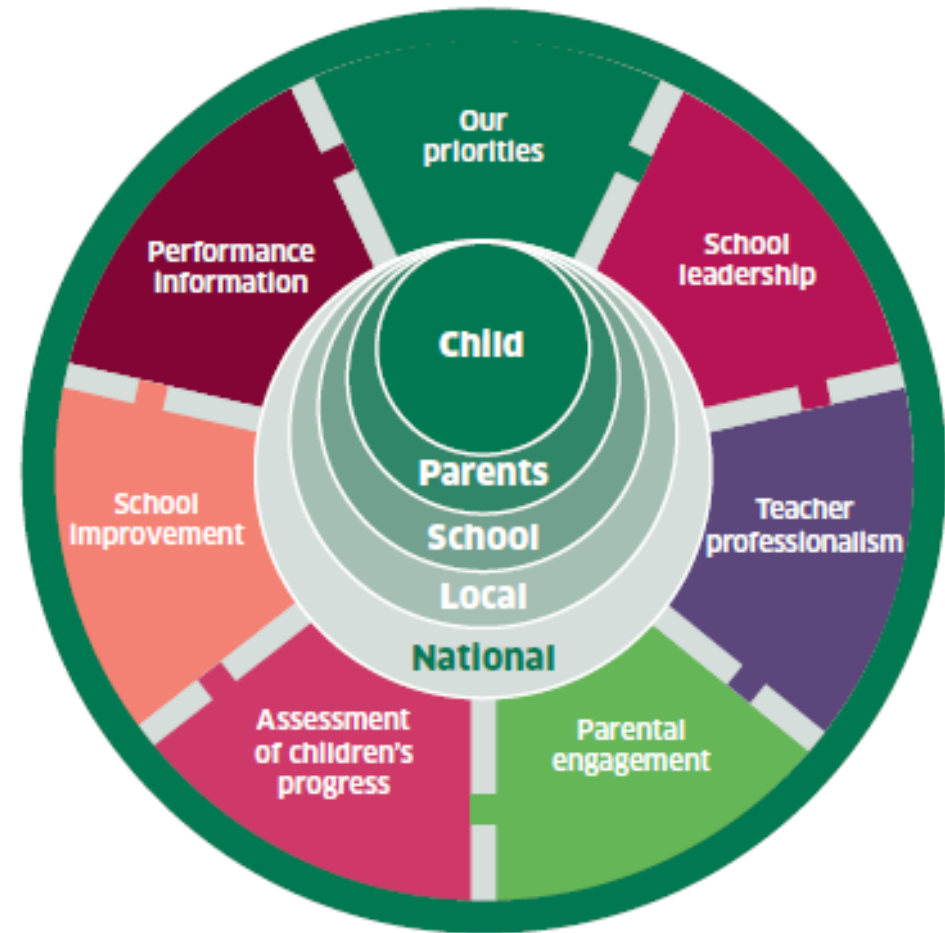 Our
priorities
School
leadership
Teacher
professionalism
Parental
engagement
Assessment
of children's
progress
School
improvement
Performance
information
Child
Parents
School
Local
National